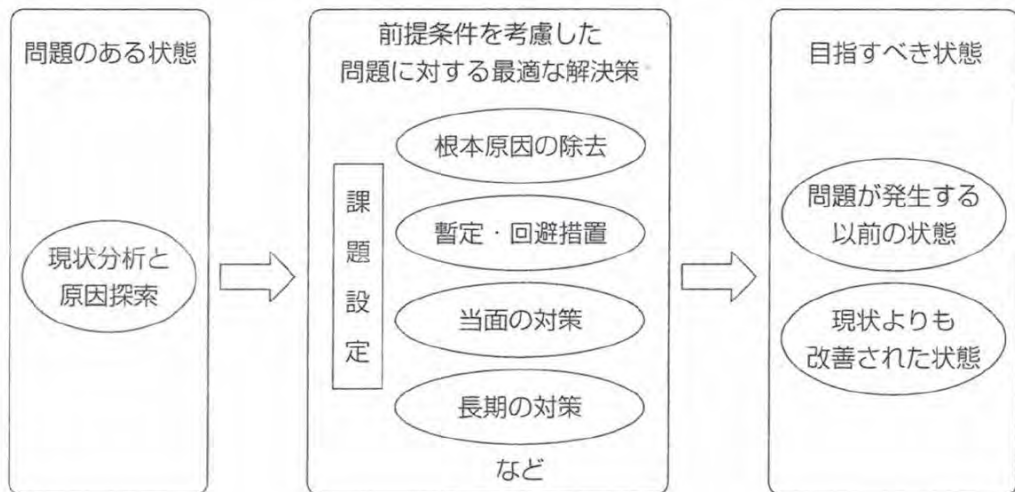 問題のある状態
現状分析と
原因探索
前提条件を考慮した
問題に対する最適な解決策
課題設定
根本原因の除去
暫定・回避措置
当面の対策
長期の対策
など
目指すべき状態
問題が発生する
以前の状態
現状よりも
改善された状態